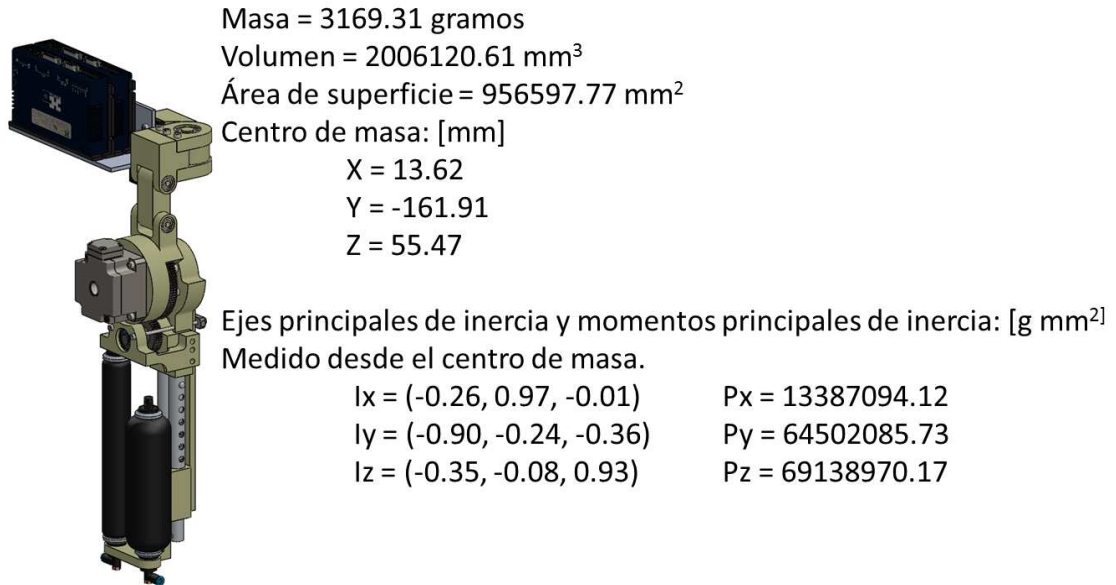 Masa = 3169.31 gramos
Volumen = 2006120.61 mm³
Área de superficie = 956597.77 mm²
Centro de masa: [mm]
X = 13.62
Y = -161.91
Z = 55.47
Ejes principales de inercia y momentos principales de inercia: [g mm²]
Medido desde el centro de masa.
Ix = (-0.26, 0.97, -0.01) Px = 13387094.12
Iy = (-0.90, -0.24, -0.36) Py = 64502085.73
Iz = (-0.35, -0.08, 0.93) Pz = 69138970.17